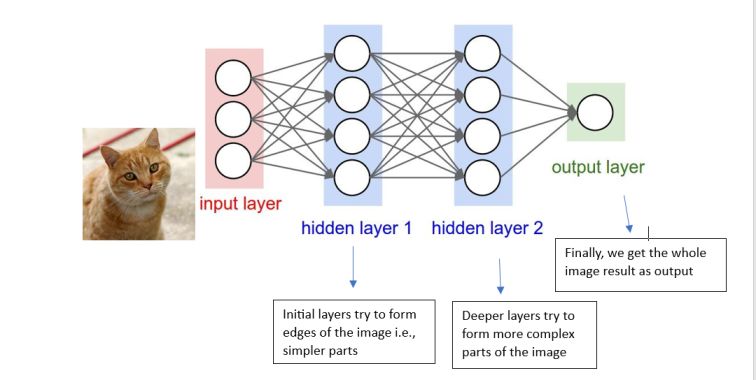 input layer
hidden layer 1
hidden layer 2
output layer
Initial layers try to form
edges of the image i.e.,
simpler parts
Deeper layers try to
form more complex
parts of the image
Finally, we get the whole
image result as output